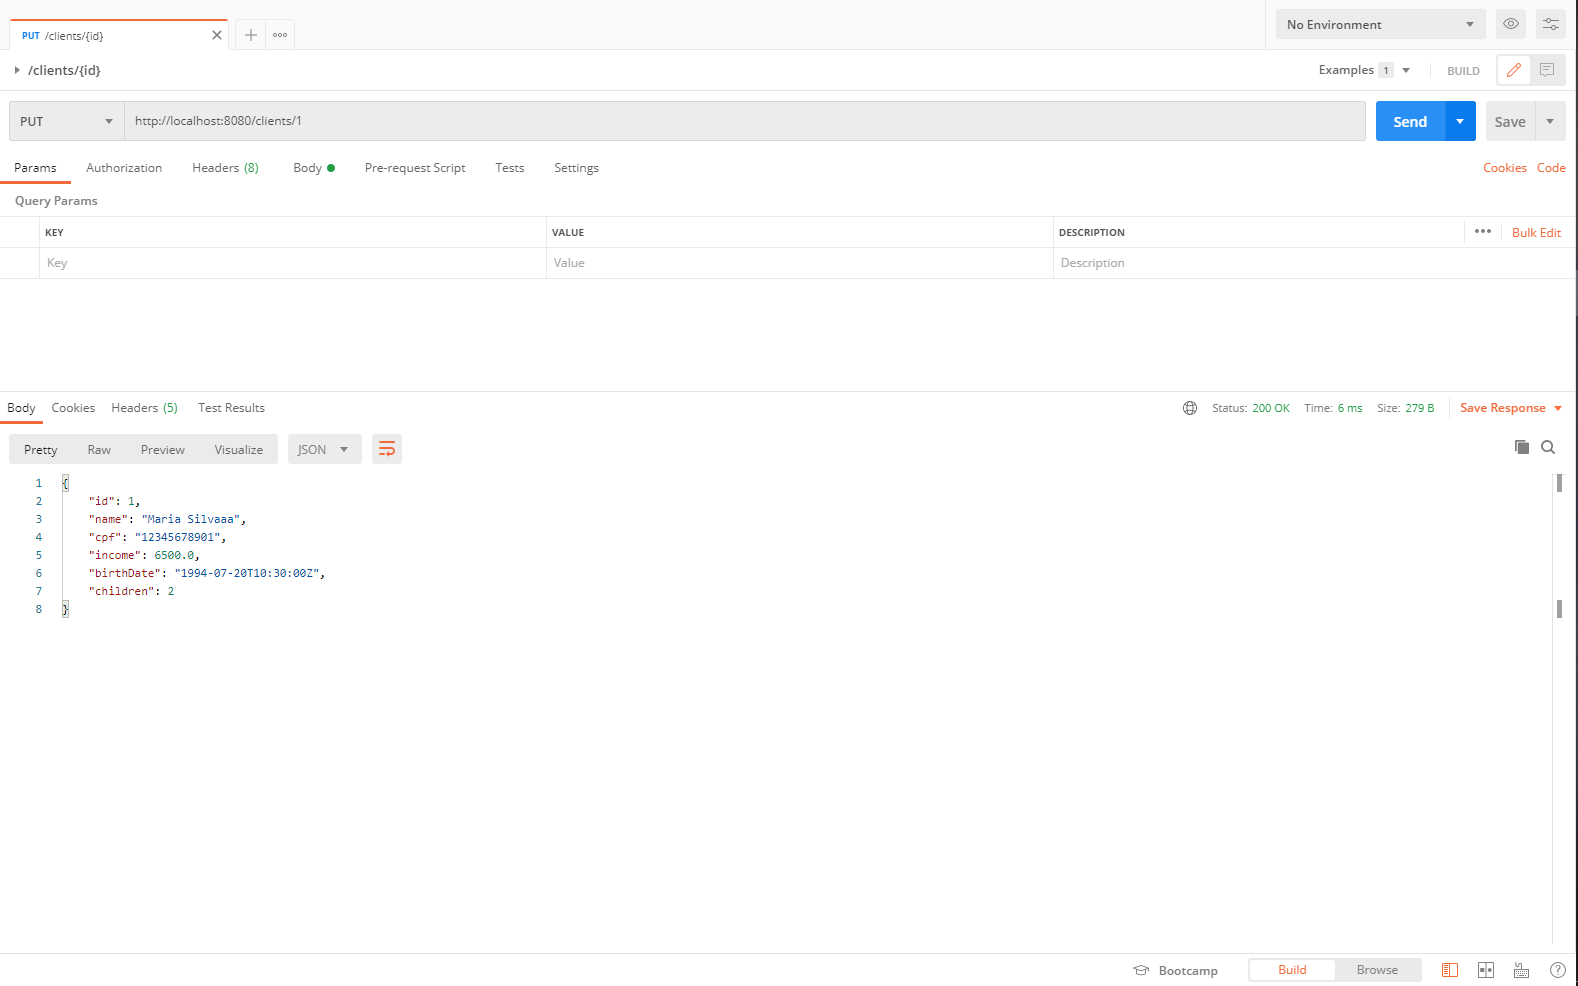 PUT /clients/{id}
No Environment
/clients/{id}
Examples 1
BUILD
PUT
http://localhost:8080/clients/1
Send
Save
Params Authorization Headers (8) Body Pre-request Script Tests Settings Cookies Code
Query Params
KEY VALUE DESCRIPTION Bulk Edit
Key Value Description
Body Cookies Headers (5) Test Results Status: 200 OK Time: 6 ms Size: 279 B Save Response
Pretty Raw Preview Visualize JSON
1 {
2 "id": 1,
3 "name": "Maria Silvaaa",
4 "cpf": "12345678901",
5 "income": 6500.0,
6 "birthDate": "1994-07-20T10:30:00Z",
7 "children": 2
8 }
Bootcamp Build Browse